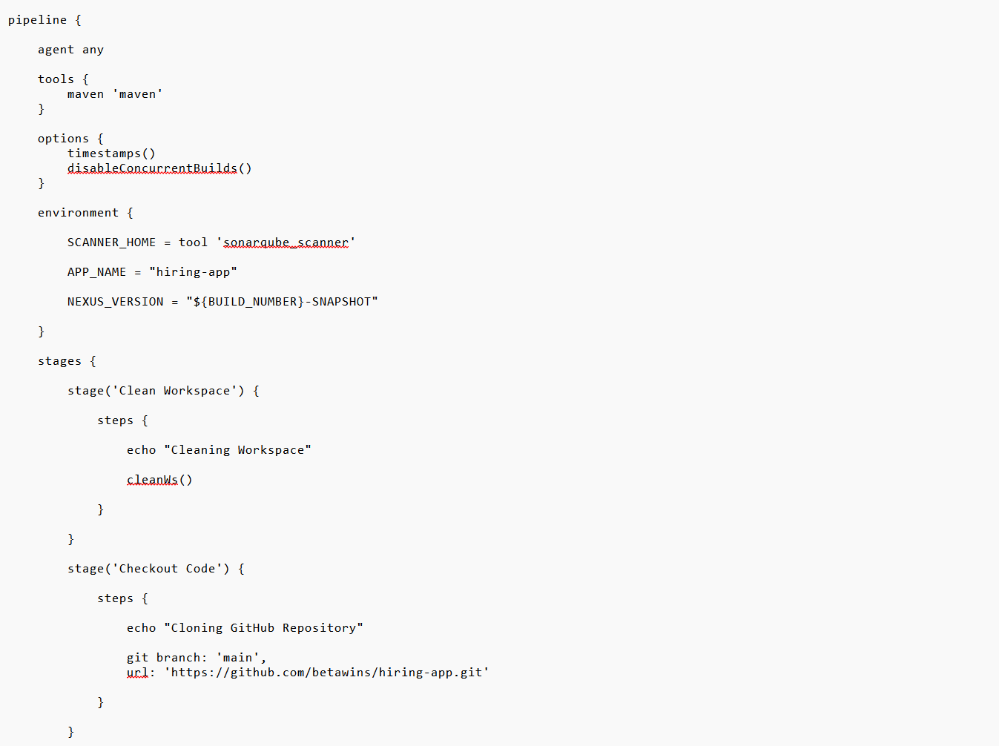 pipeline {
agent any
tools {
maven 'maven'
}
options {
timestamps()
disableConcurrentBuilds()
}
environment {
SCANNER_HOME = tool 'sonarqube_scanner'
APP_NAME = "hiring-app"
NEXUS_VERSION = "${BUILD_NUMBER}-SNAPSHOT"
}
stages {
stage('Clean Workspace') {
steps {
echo "Cleaning Workspace"
cleanWs()
}
}
stage('Checkout Code') {
steps {
echo "Cloning GitHub Repository"
git branch: 'main',
url: 'https://github.com/betawins/hiring-app.git'
}
}